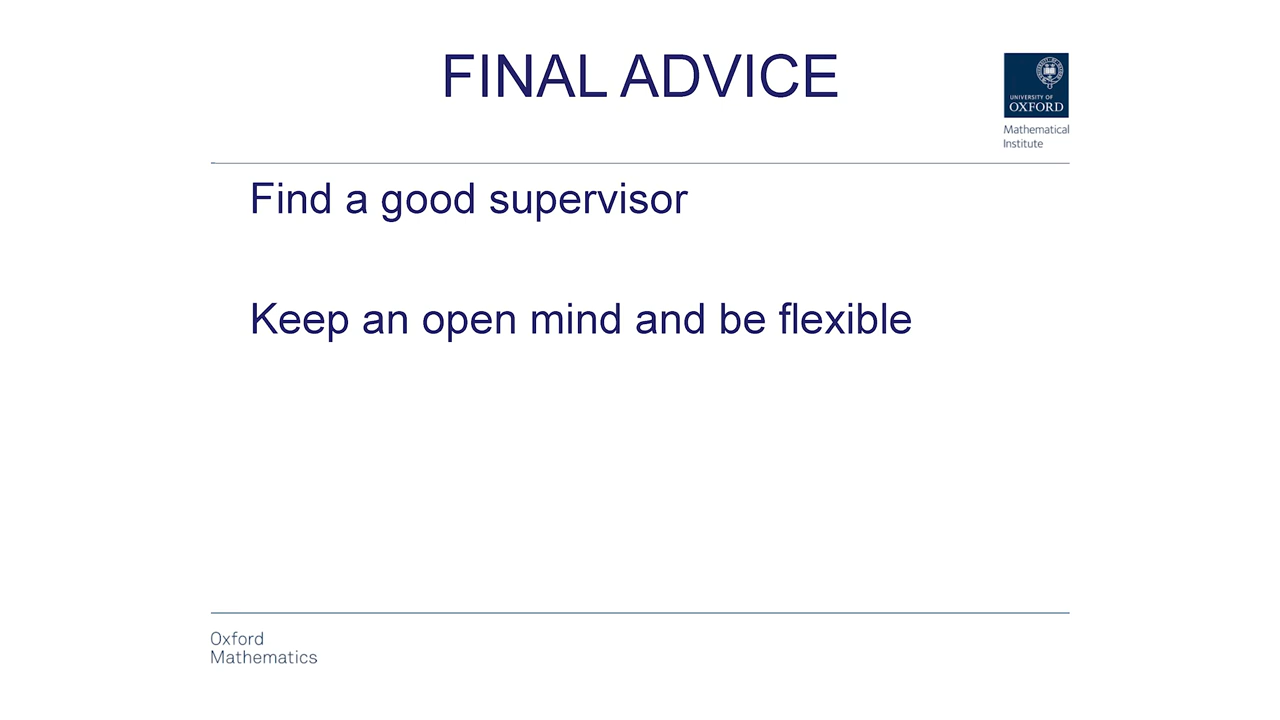 FINAL ADVICE
UNIVERSITY OF
OXFORD
Mathematical
Institute
Find a good supervisor
Keep an open mind and be flexible
Oxford
Mathematics